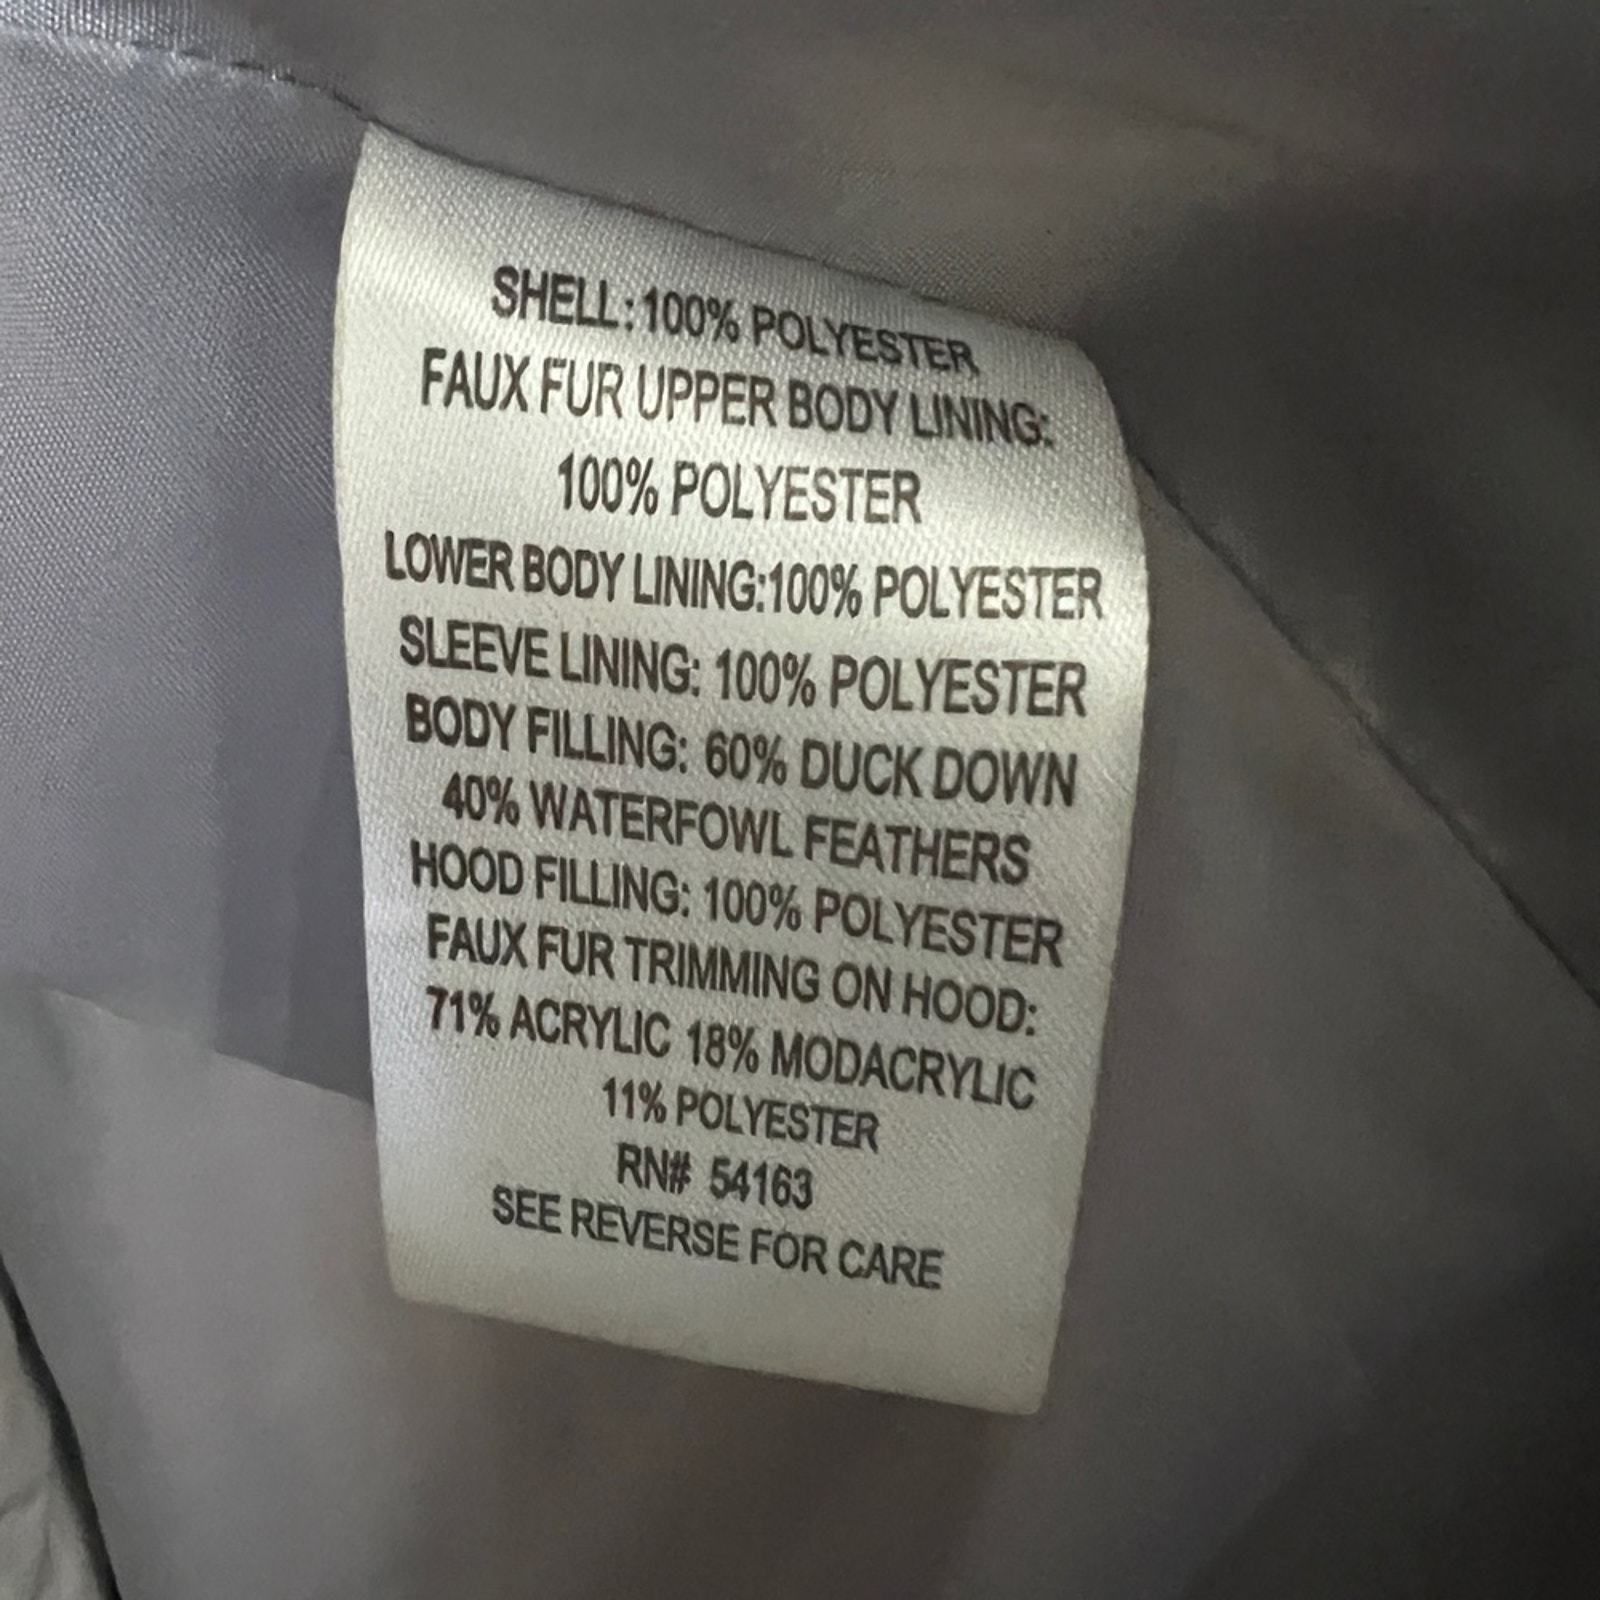 SHELL: 100% POLYESTER
FAUX FUR UPPER BODY LINING:
100% POLYESTER
LOWER BODY LINING:100% POLYESTER
SLEEVE LINING: 100% POLYESTER
BODY FILLING: 60% DUCK DOWN
40% WATERFOWL FEATHERS
HOOD FILLING: 100% POLYESTER
FAUX FUR TRIMMING ON HOOD:
71% ACRYLIC 18% MODACRYLIC
11% POLYESTER
RN# 54163
SEE REVERSE FOR CARE